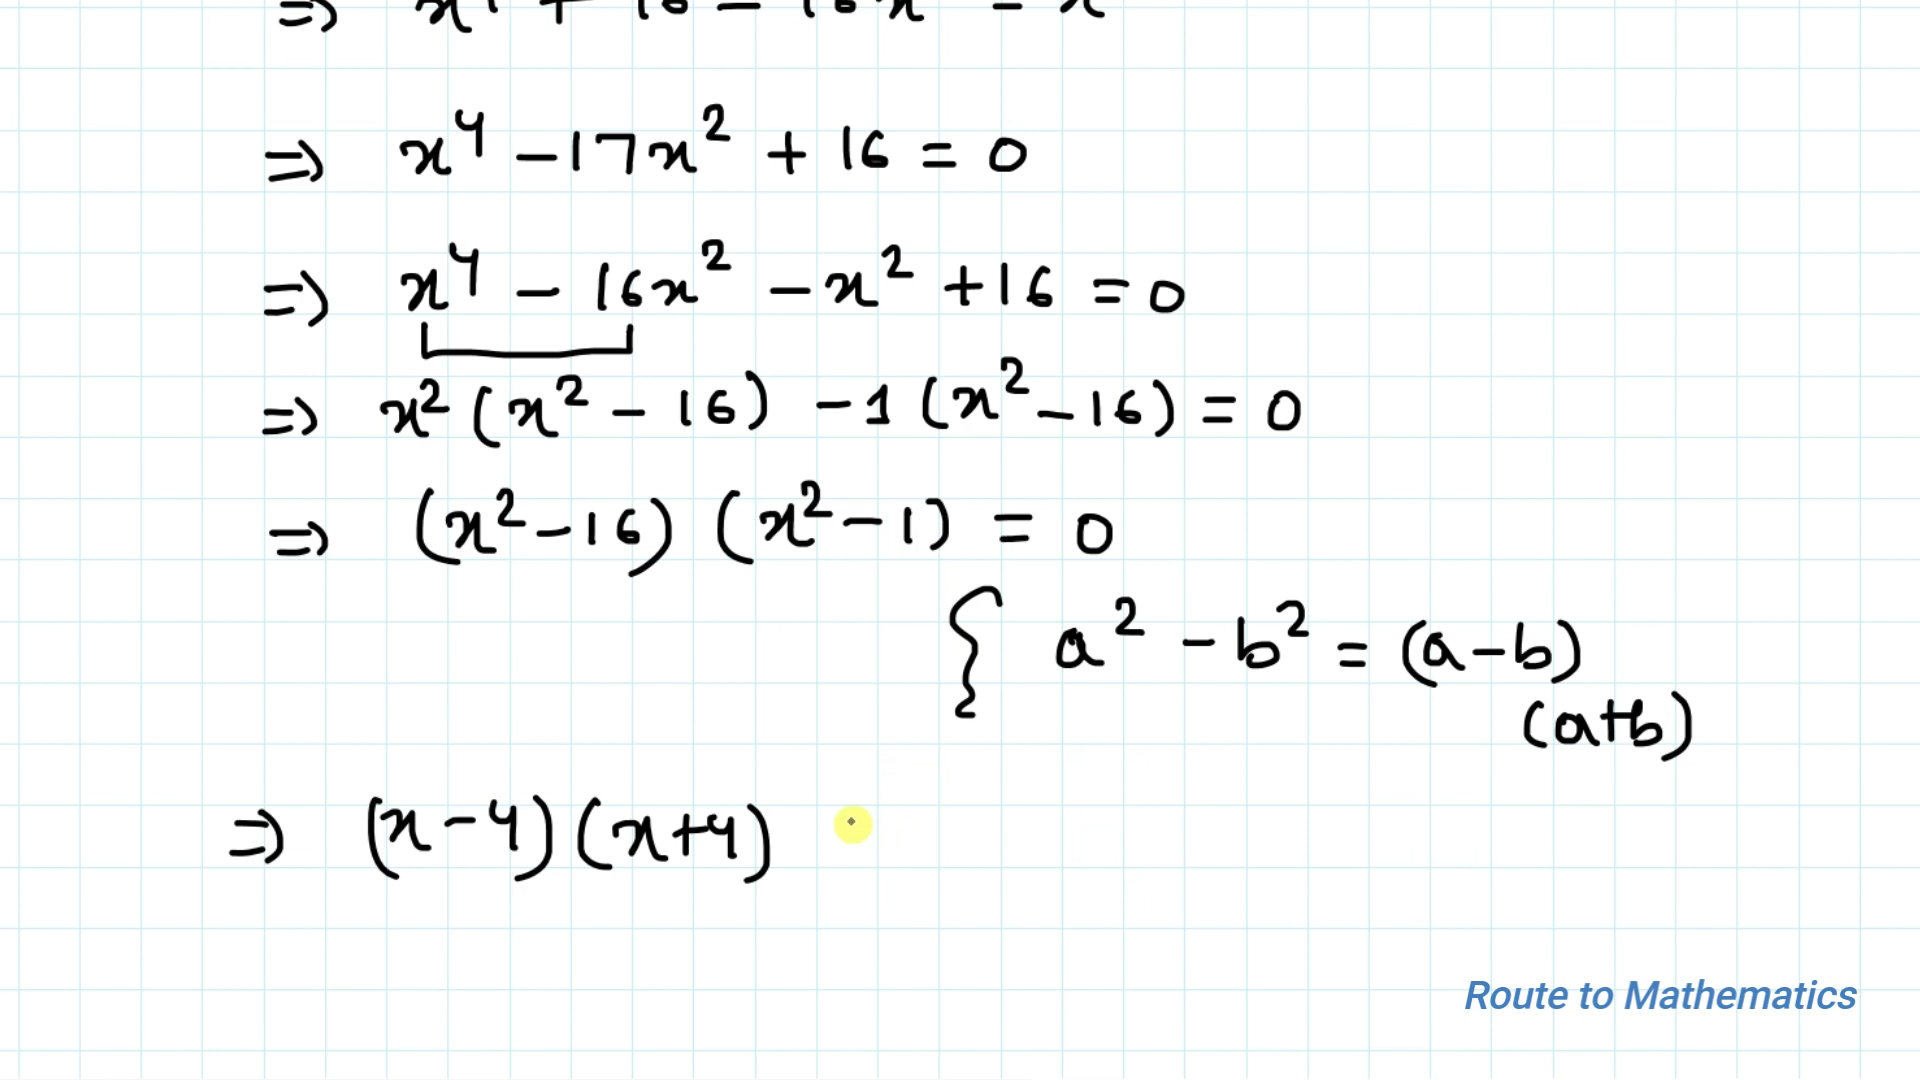 => x⁴ - 17x² + 16 = 0
=> x⁴ - 16x² - x² + 16 = 0
=> x² (x² - 16) - 1 (x² - 16) = 0
=> (x² - 16) (x² - 1) = 0
{ a² - b² = (a - b)
(a+b)
=> (x - 4) (x+4)
Route to Mathematics